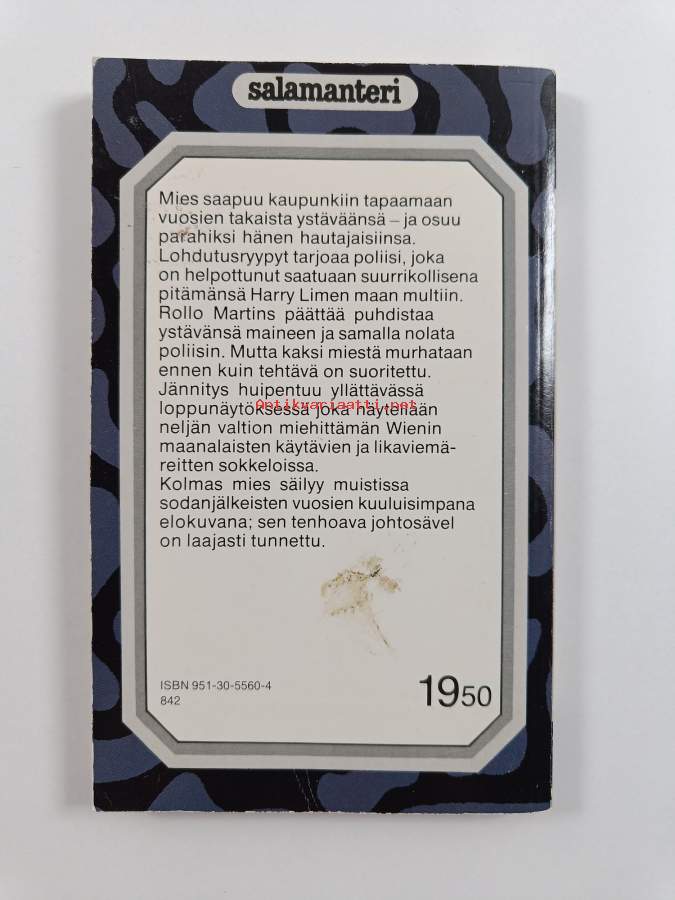 salamanteri
Mies saapuu kaupunkiin tapaamaan
vuosien takaista ystäväänsä – ja osuu
parahiksi hänen hautajaisiinsa.
Lohdutusryypyt tarjoaa poliisi, joka
on helpottunut saatuaan suurrikollisena
pitämänsä Harry Limen maan multiin.
Rollo Martins päättää puhdistaa
ystävänsä maineen ja samalla nolata
poliisin. Mutta kaksi miestä murhataan
ennen kuin tehtävä on suoritettu.
Jännitys huipentuu yllättävässä
loppunäytöksessä joka näytellään
Antikvariaatti.net
neljän valtion miehittämän Wienin
maanalaisten käytävien ja likaviemä-
reitten sokkeloissa.
Kolmas mies säilyy muistissa
sodanjälkeisten vuosien kuuluisimpana
elokuvana; sen tenhoava johtosävel
on laajasti tunnettu.
ISBN 951-30-5560-4
842
1950